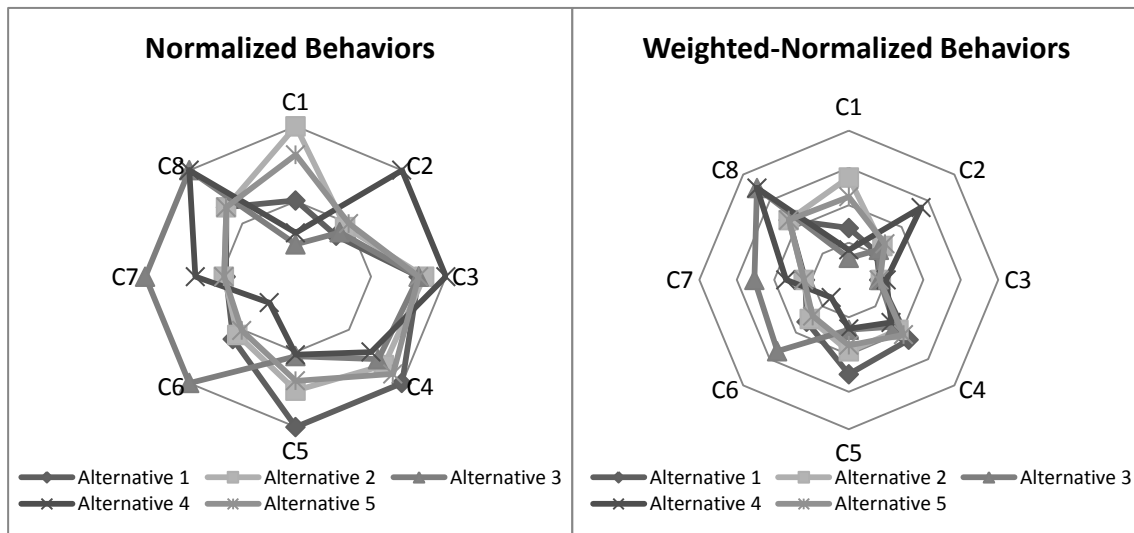 Normalized Behaviors
C1
C8
C2
C7
C3
C6
C4
C5
Alternative 1
Alternative 2
Alternative 3
Alternative 4
Alternative 5
Weighted-Normalized Behaviors
C1
C8
C2
C7
C3
C6
C4
C5
Alternative 1
Alternative 2
Alternative 3
Alternative 4
Alternative 5